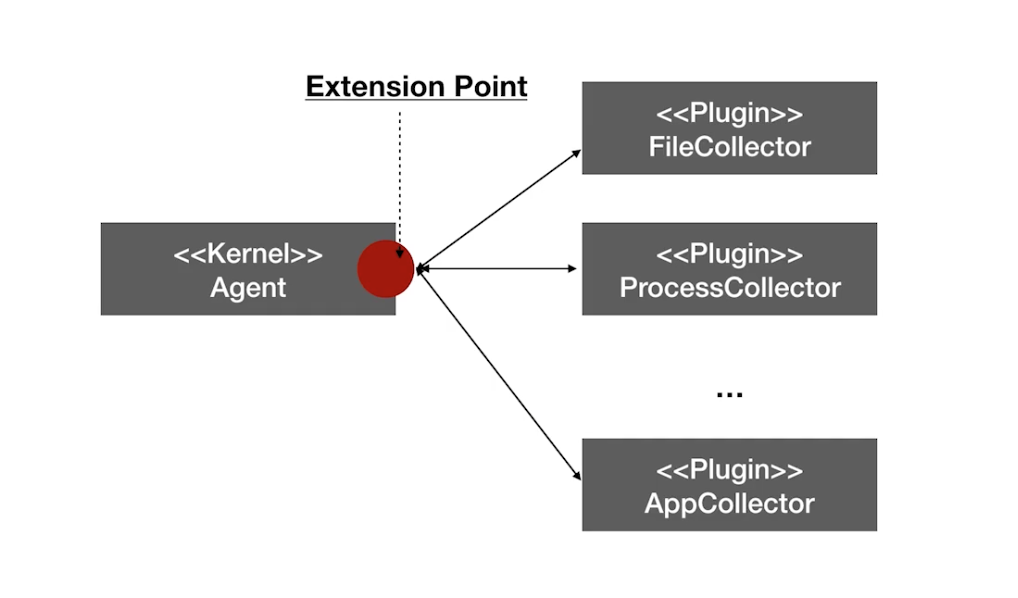 Extension Point
<<Plugin>>
FileCollector
<<Kernel>>
Agent
<<Plugin>>
ProcessCollector
...
<<Plugin>>
AppCollector